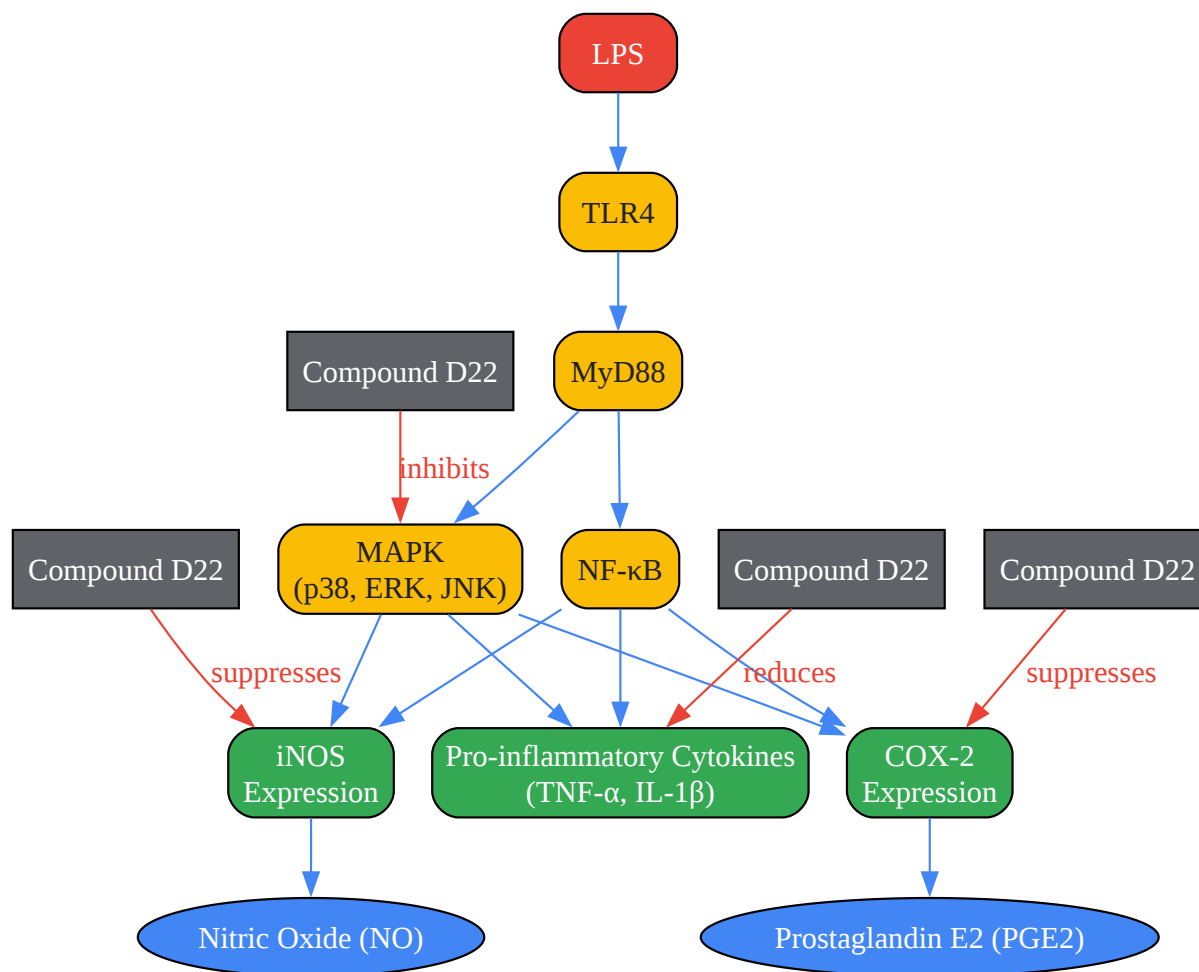 LPS
TLR4
Compound D22
MyD88
inhibits
Compound D22
MAPK
(p38, ERK, JNK)
NF-κB
Compound D22
Compound D22
suppresses
reduces
suppresses
iNOS
Expression
Pro-inflammatory Cytokines
(TNF-α, IL-1β)
COX-2
Expression
Nitric Oxide (NO)
Prostaglandin E2 (PGE2)